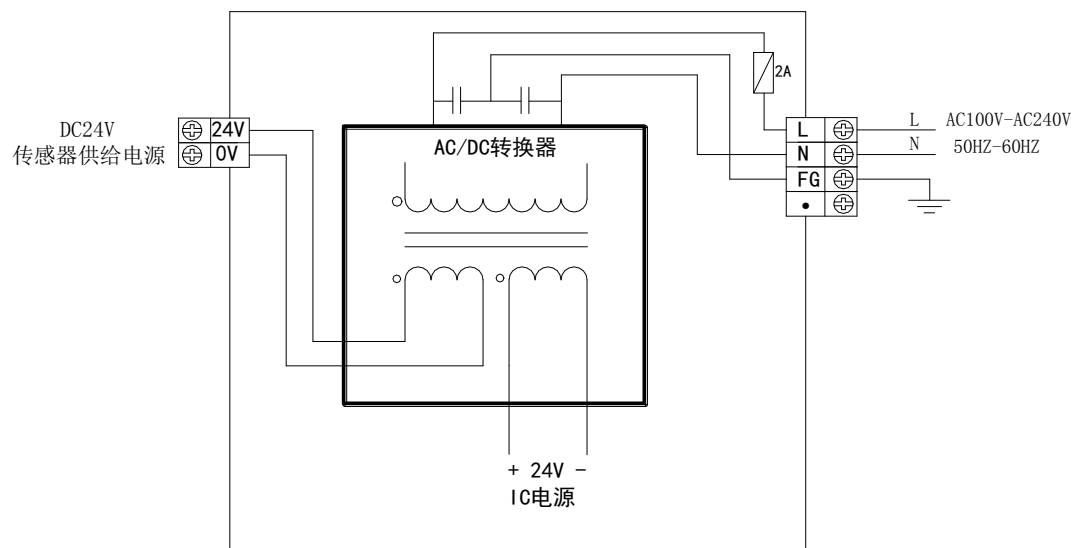 2A
DC24V
传感器供给电源
24V
0V
AC/DC转换器
L
N
FG
L AC100V-AC240V
N 50HZ-60HZ
+ 24V -
IC电源